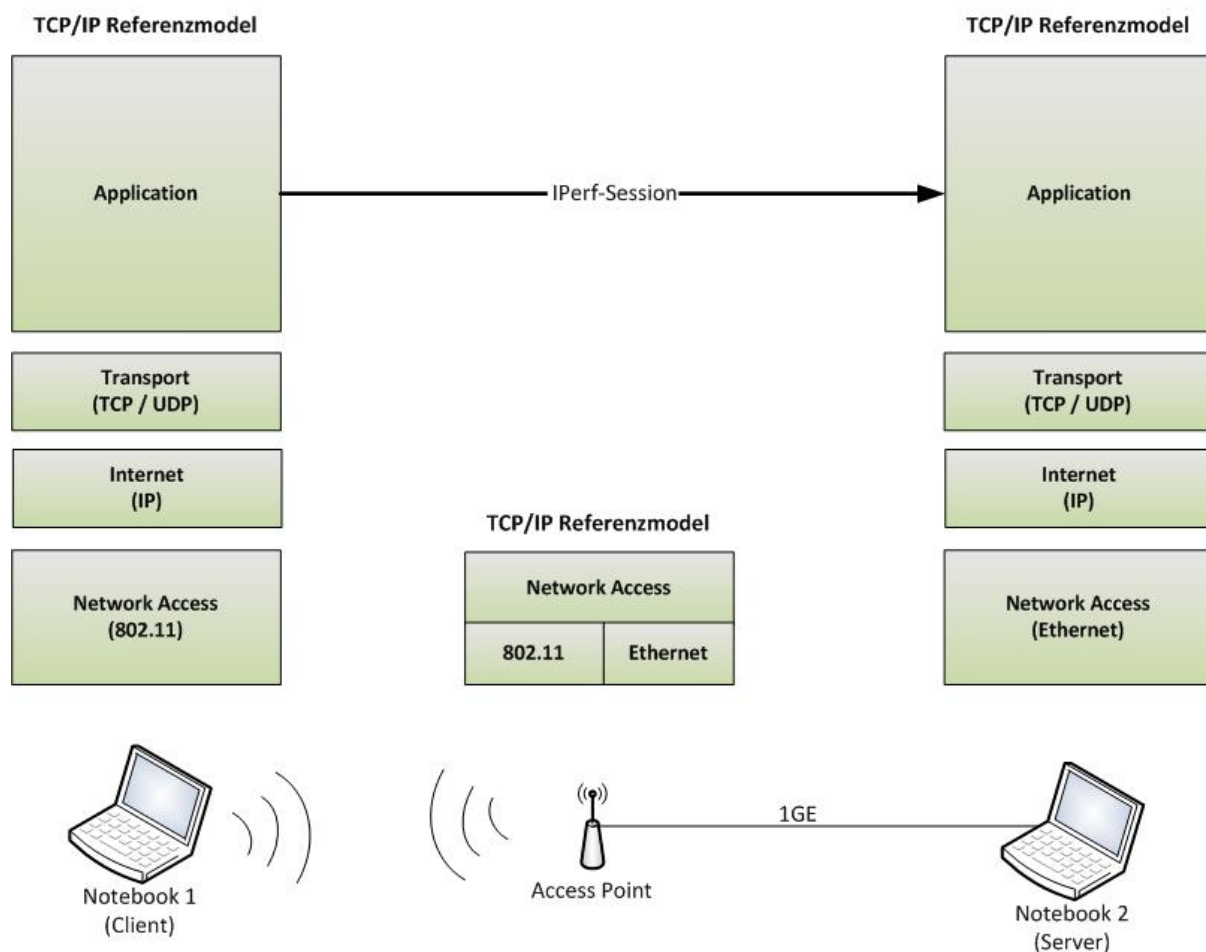 TCP/IP Referenzmodel
Application
Transport
(TCP / UDP)
Internet
(IP)
Network Access
(802.11)
IPerf-Session
TCP/IP Referenzmodel
Network Access
802.11
Ethernet
TCP/IP Referenzmodel
Application
Transport
(TCP / UDP)
Internet
(IP)
Network Access
(Ethernet)
Notebook 1
(Client)
Access Point
1GE
Notebook 2
(Server)